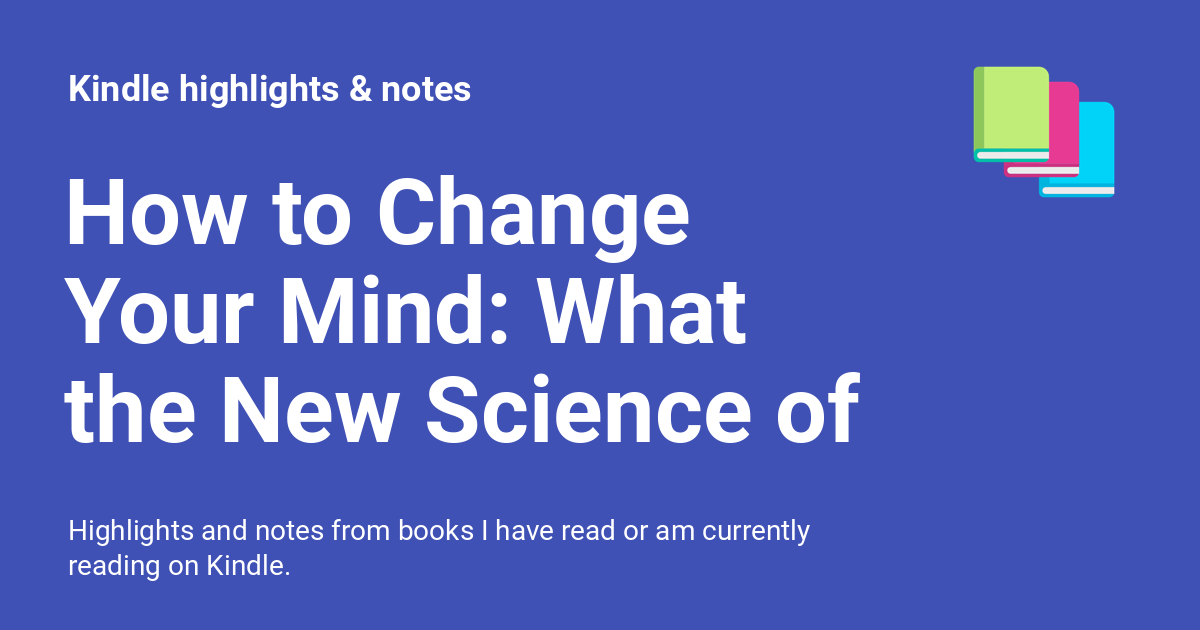 Kindle highlights & notes
How to Change
Your Mind: What
the New Science of
Highlights and notes from books I have read or am currently
reading on Kindle.